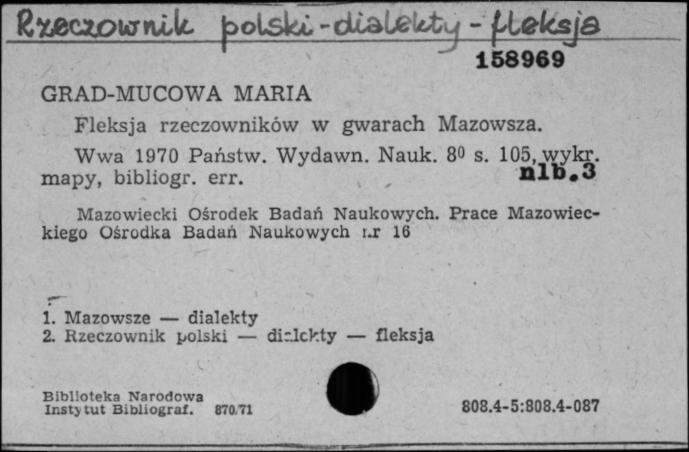 Rzeczownik polski-dialekty-fleksja
158969
GRAD-MUCOWA MARIA
Fleksja rzeczowników w gwarach Mazowsza.
Wwa 1970 Państw. Wydawn. Nauk. 8⁰ s. 105, wykr.
mapy, bibliogr. err. nlb.3
Mazowiecki Ośrodek Badań Naukowych. Prace Mazowiec-
kiego Ośrodka Badań Naukowych nr 16
1. Mazowsze — dialekty
2. Rzeczownik polski — dialekty — fleksja
Biblioteka Narodowa
Instytut Bibliograf. 870/71
808.4-5:808.4-087